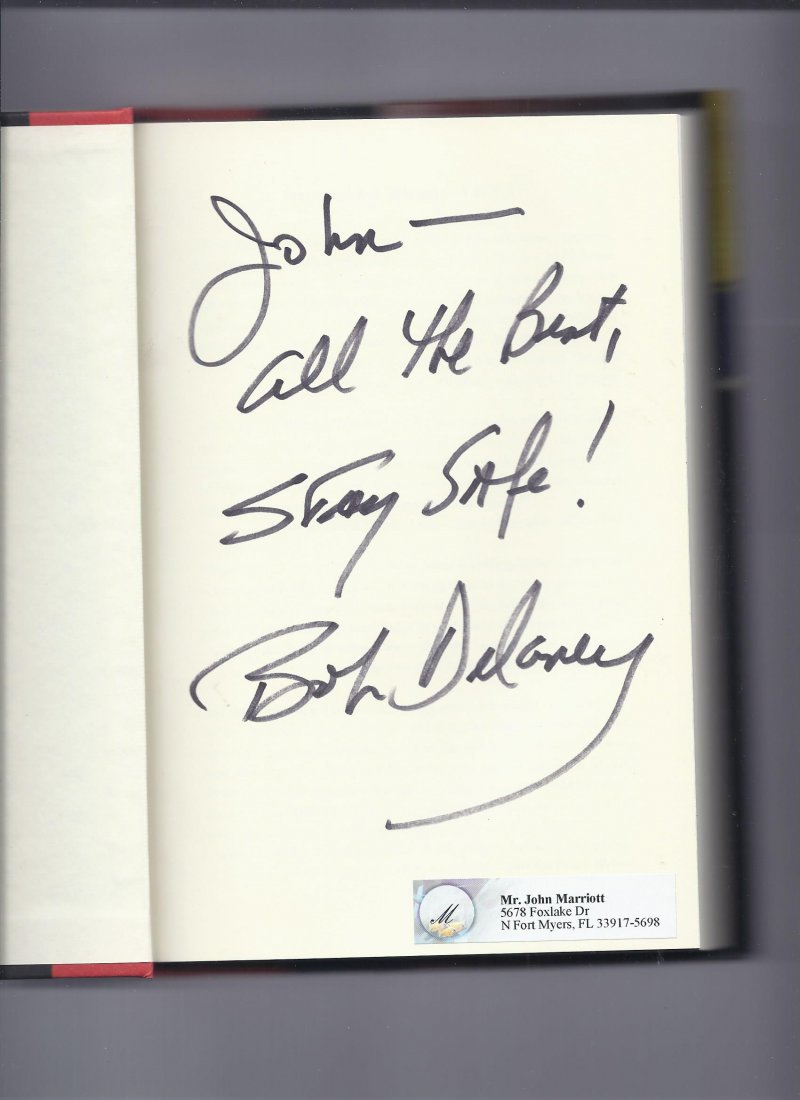 John —
all the Best,
Stay Safe!
Bob Delaney
M
Mr. John Marriott
5678 Foxlake Dr
N Fort Myers, FL 33917-5698